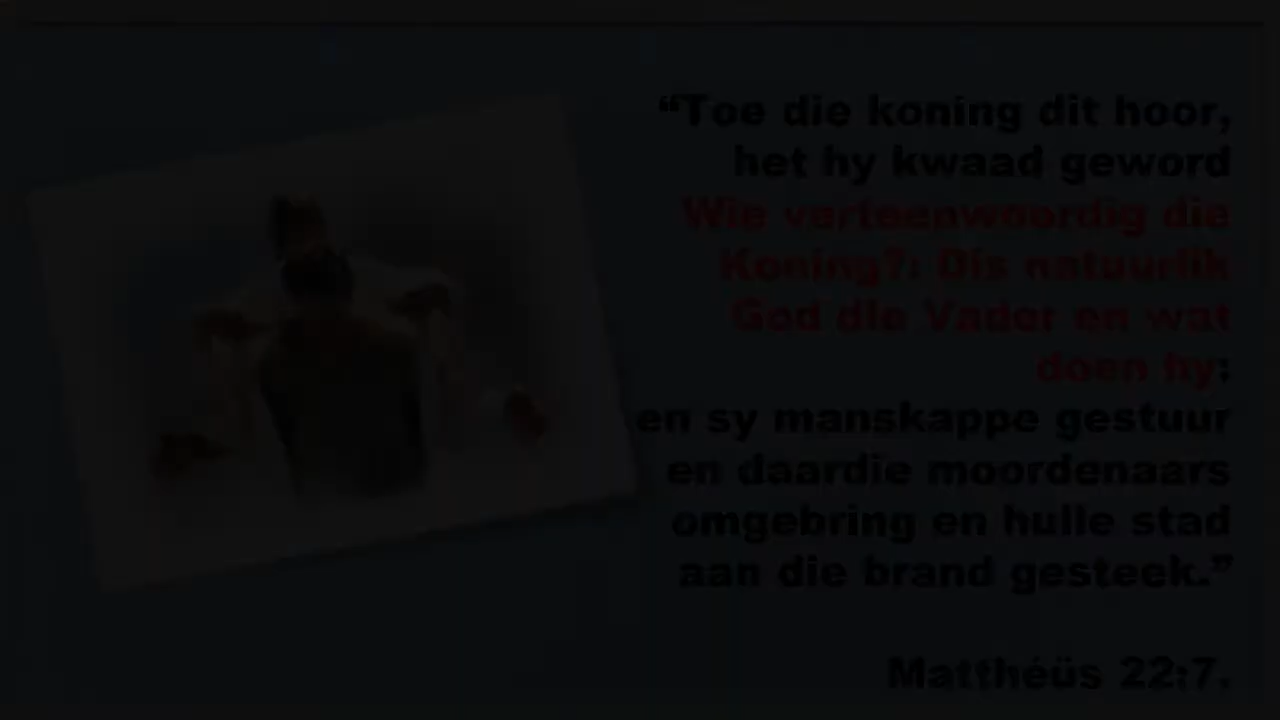 “Toe die koning dit hoor,
het hy kwaad geword
Wie verteenwoordig die
Koning?: Dis natuurlik
God die Vader en wat
doen hy:
en sy manskappe gestuur
en daardie moordenaars
omgebring en hulle stad
aan die brand gesteek.”
Matthéüs 22:7.